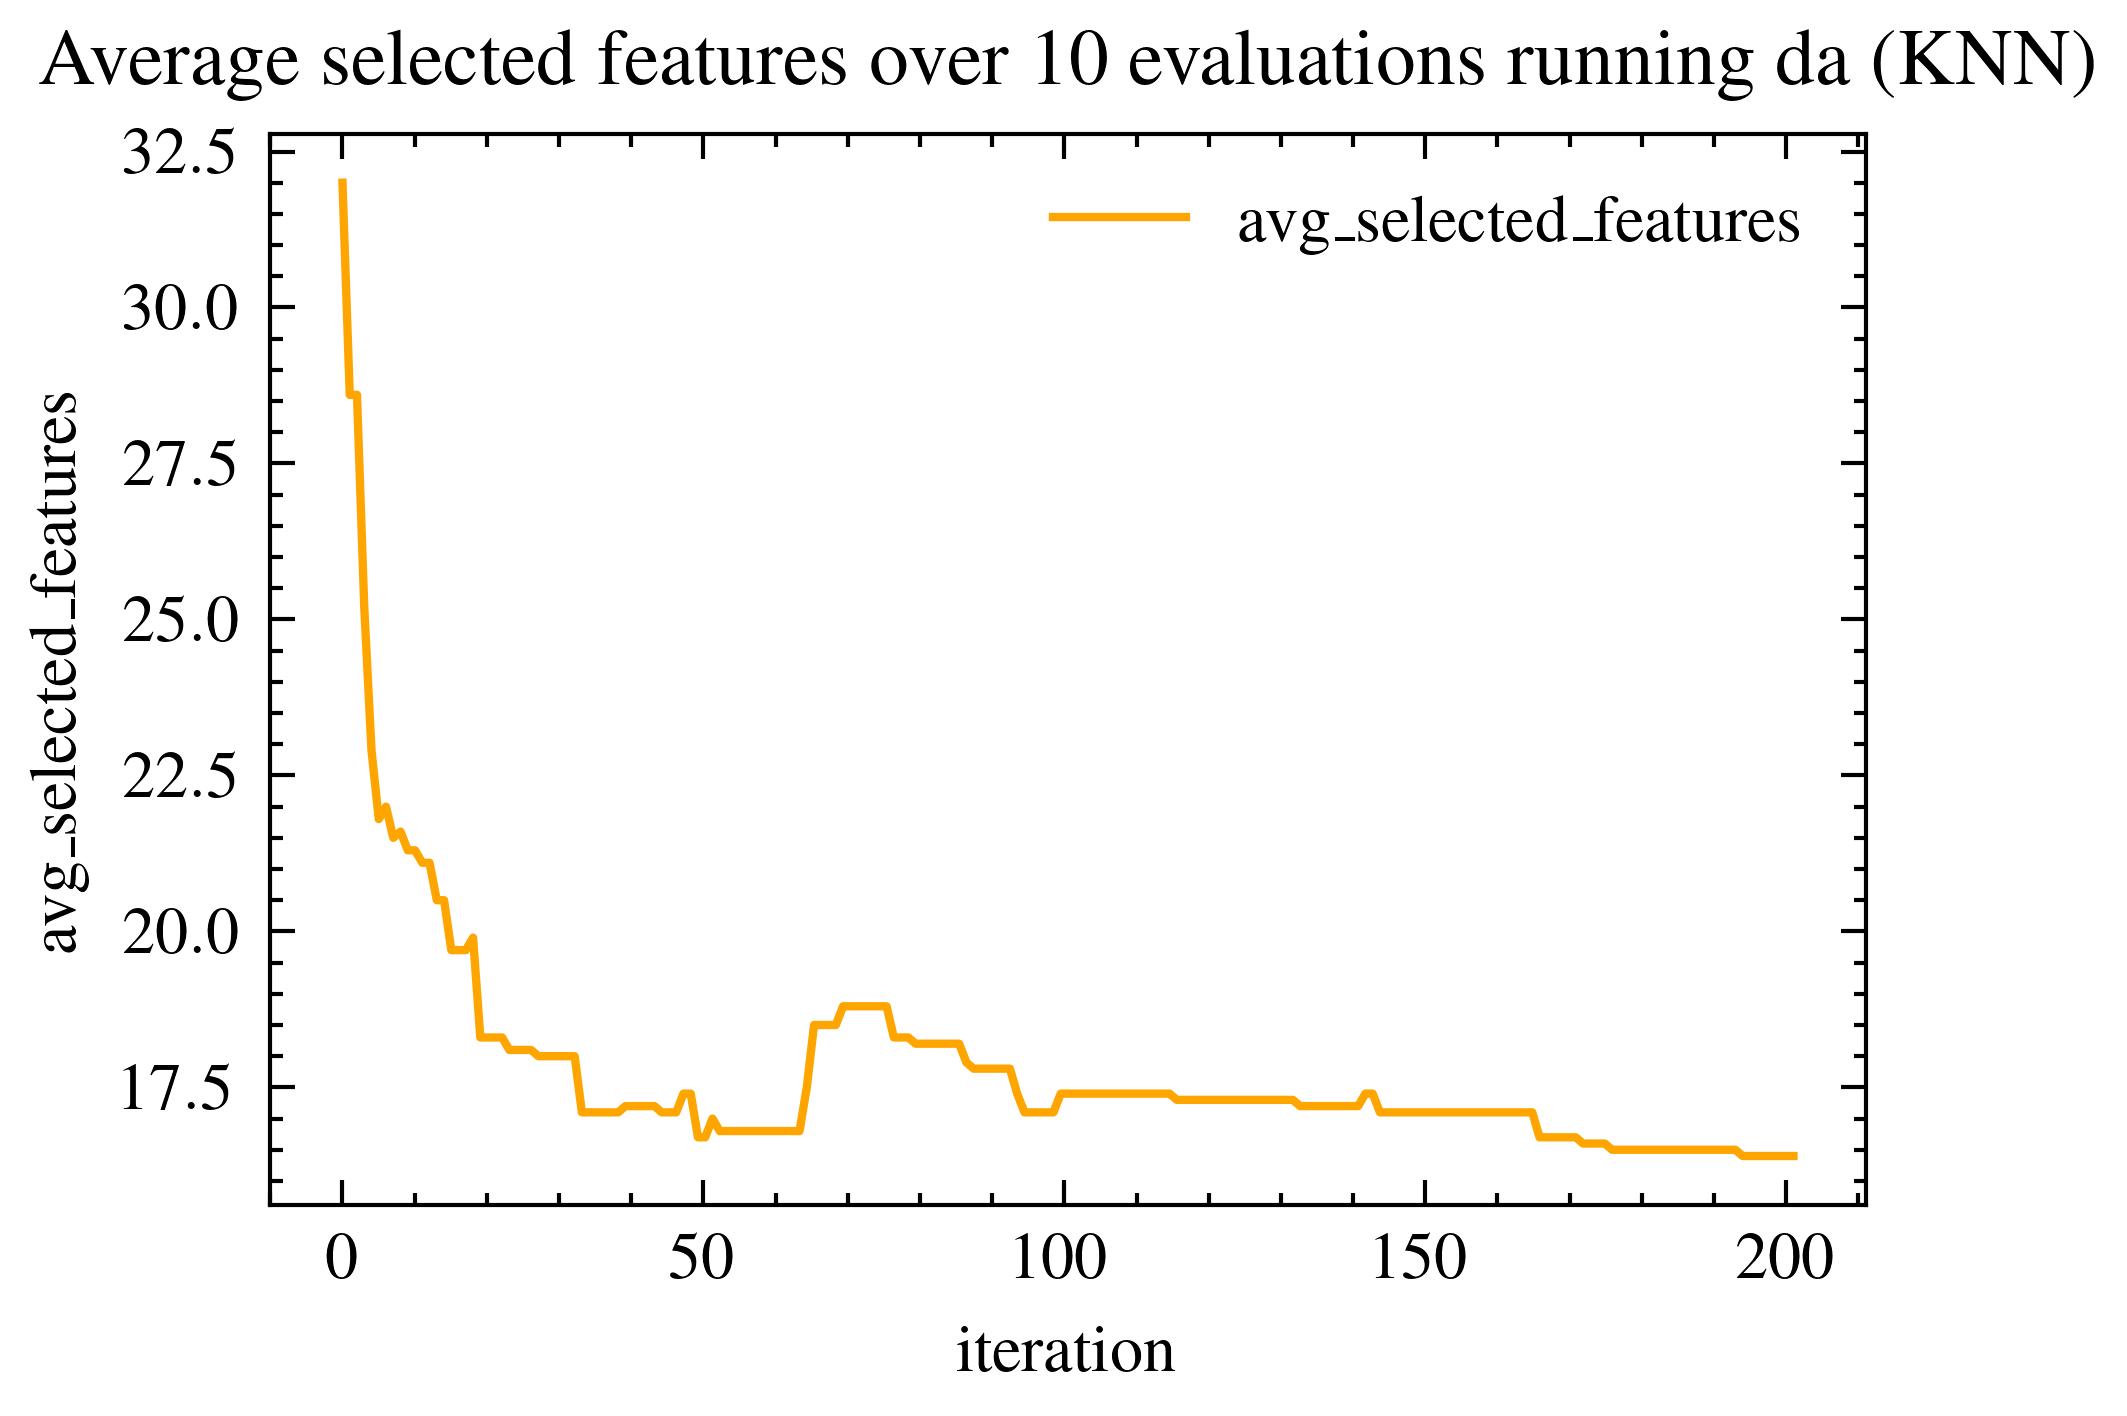 Average selected features over 10 evaluations running da (KNN)
32.5
30.0
27.5
25.0
22.5
20.0
17.5
avg_selected_features
avg_selected_features
0 50 100 150 200
iteration